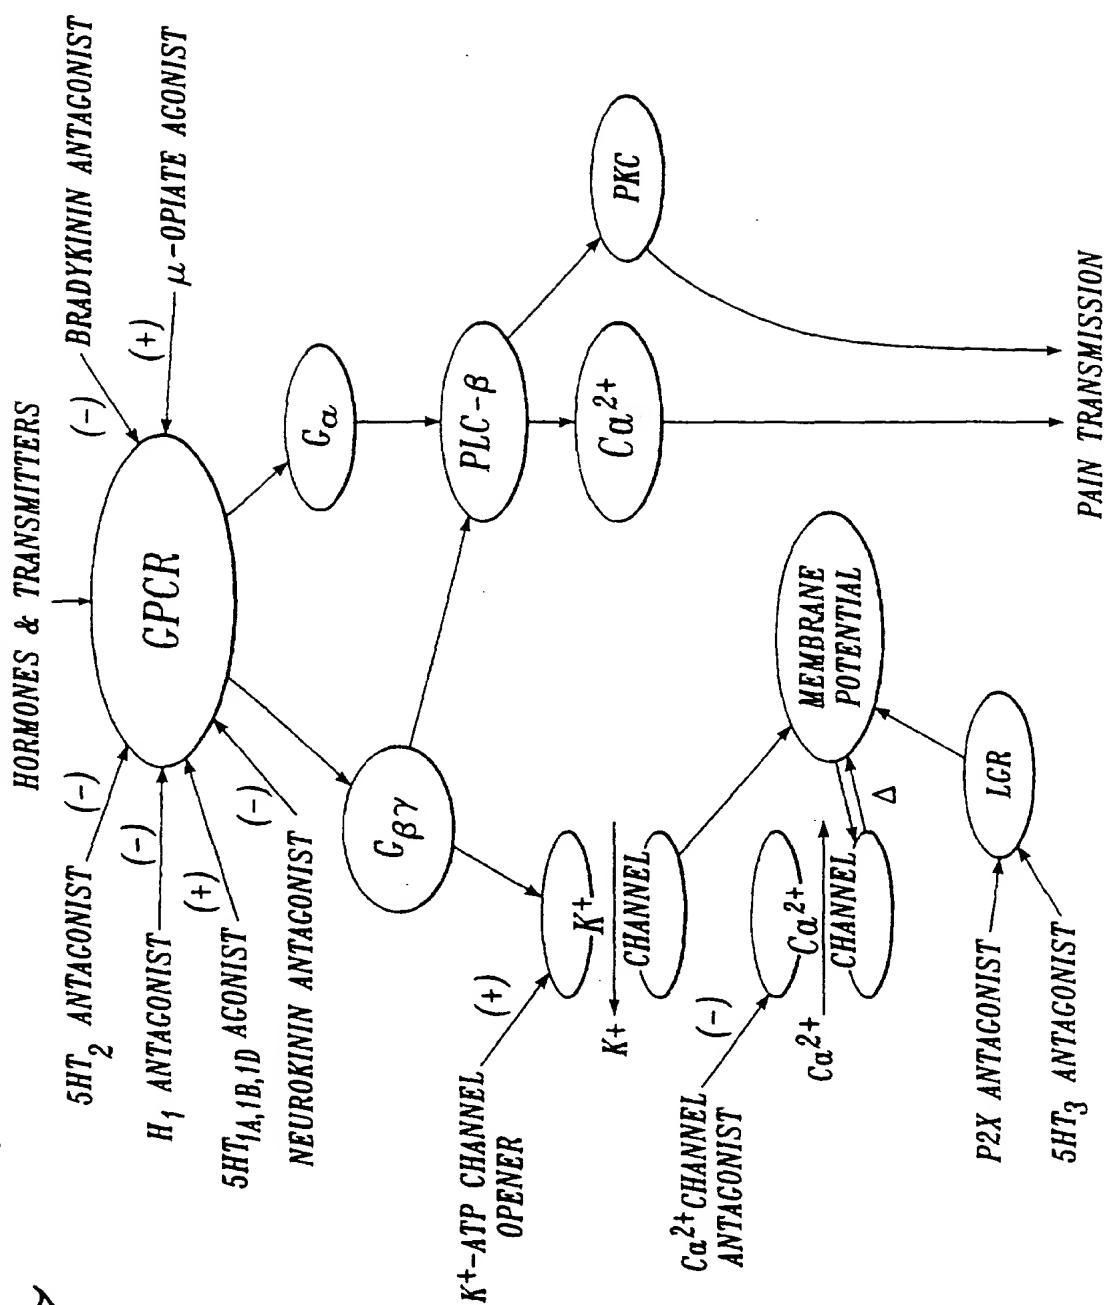 HORMONES & TRANSMITTERS
5HT2 ANTAGONIST
(-)
H1 ANTAGONIST
(-)
5HT1A,1B,1D AGONIST
(+)
NEUROKININ ANTAGONIST
(-)
BRADYKININ ANTAGONIST
(-)
μ-OPIATE AGONIST
(+)
GPCR
Gα
Gβγ
PLC-β
PKC
Ca2+
K+-ATP CHANNEL
OPENER
(+)
K+
CHANNEL
K+
Ca2+CHANNEL
ANTAGONIST
(-)
Ca2+
CHANNEL
Ca2+
MEMBRANE
POTENTIAL
Δ
LGR
P2X ANTAGONIST
5HT3 ANTAGONIST
PAIN TRANSMISSION